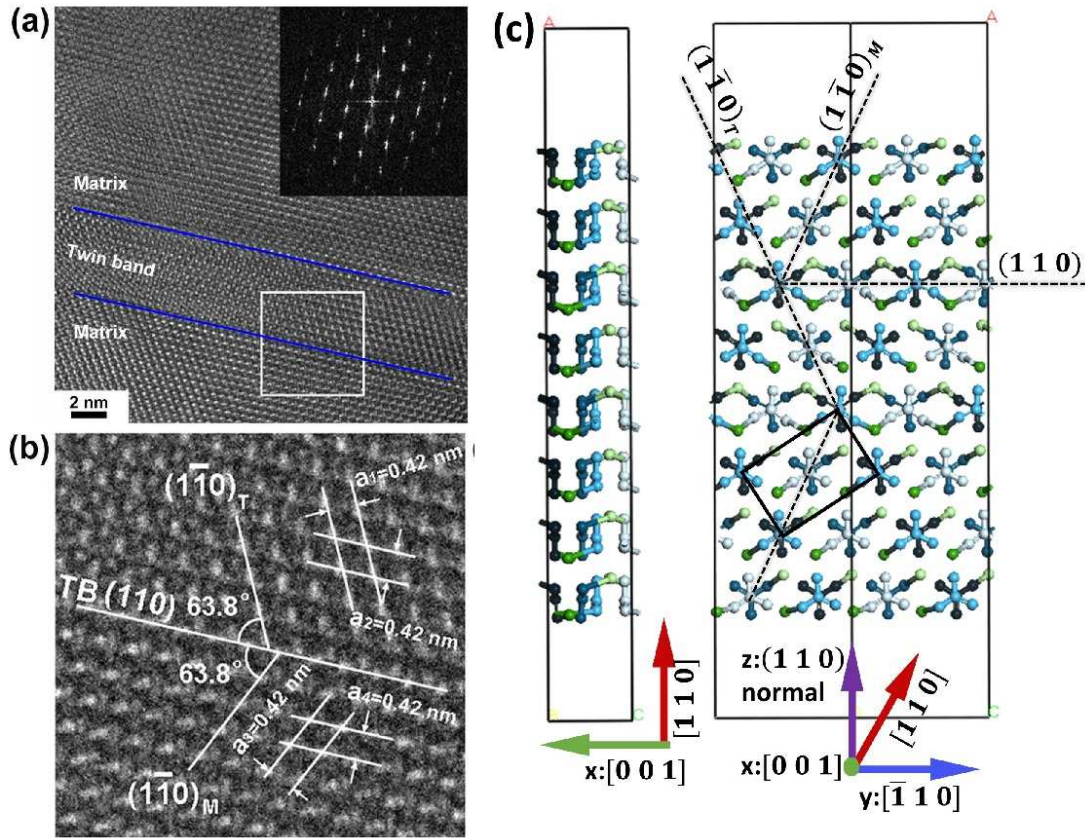 (a)
Matrix
Twin band
Matrix
2 nm
(b)
(11̅0)T
a1=0.42 nm
TB (110) 63.8°
a2=0.42 nm
63.8°
a3=0.42 nm
a4=0.42 nm
(11̅0)M
(c)
A
A
(11̅0)T
(11̅0)M
(1 1 0)
C
C
[1 1 0]
x:[0 0 1]
z:(1 1 0)
normal
[1 1 0]
x:[0 0 1]
y:[1̅ 1 0]